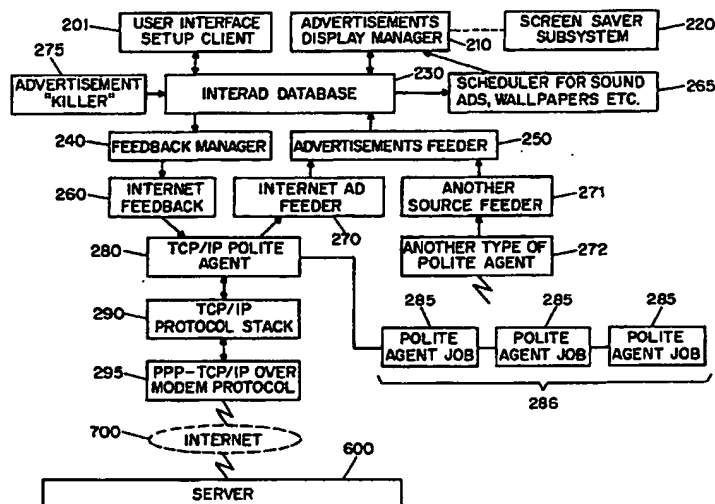 201
USER INTERFACE
SETUP CLIENT
ADVERTISEMENTS
DISPLAY MANAGER
210
SCREEN SAVER
SUBSYSTEM
220
275
ADVERTISEMENT
"KILLER"
230
INTERAD DATABASE
SCHEDULER FOR SOUND
ADS, WALLPAPERS ETC.
265
240
FEEDBACK MANAGER
ADVERTISEMENTS FEEDER
250
260
INTERNET
FEEDBACK
INTERNET AD
FEEDER
270
ANOTHER
SOURCE FEEDER
271
280
TCP/IP POLITE
AGENT
ANOTHER TYPE OF
POLITE AGENT
272
290
TCP/IP
PROTOCOL STACK
285
285
285
POLITE
AGENT JOB
POLITE
AGENT JOB
POLITE
AGENT JOB
295
PPP-TCP/IP OVER
MODEM PROTOCOL
286
700
INTERNET
600
SERVER